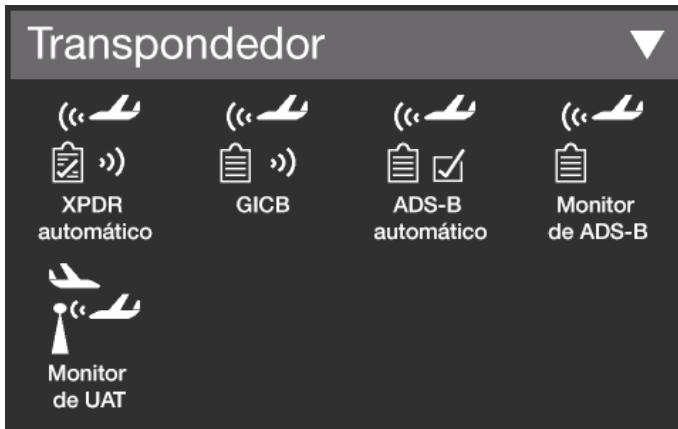 Transpondedor
XPDR
automático
GICB
ADS-B
automático
Monitor
de ADS-B
Monitor
de UAT